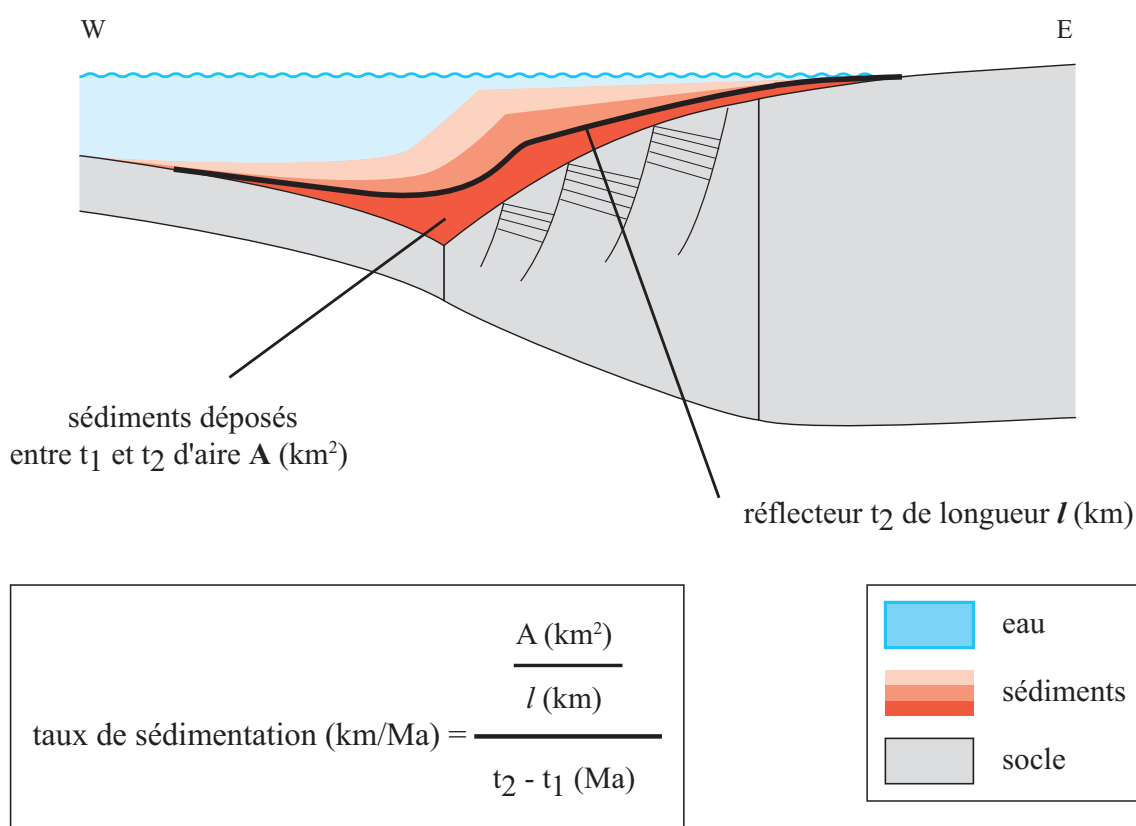 W
E
sédiments déposés
entre t1 et t2 d'aire A (km²)
réflecteur t2 de longueur l (km)
taux de sédimentation (km/Ma) =
A (km²)
l (km)
t2 - t1 (Ma)
eau
sédiments
socle